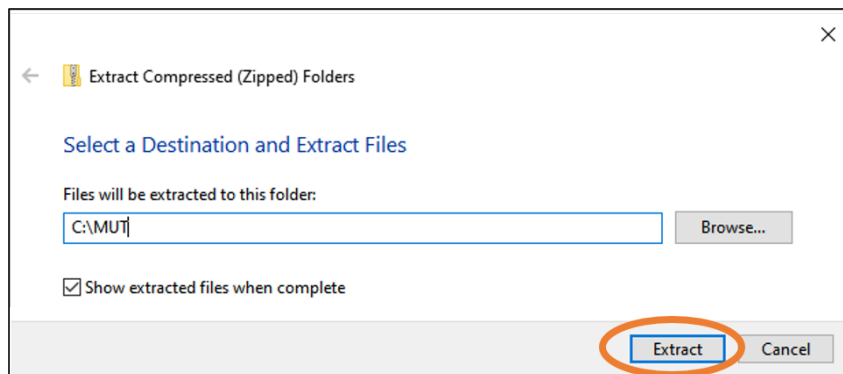 Extract Compressed (Zipped) Folders
Select a Destination and Extract Files
Files will be extracted to this folder:
C:\MUT
Browse...
Show extracted files when complete
Extract
Cancel